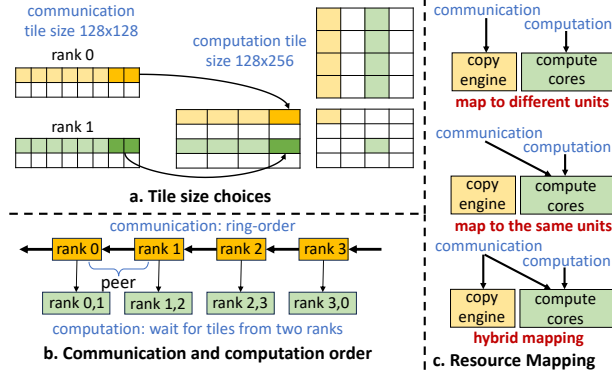 communication
tile size 128x128
rank 0
rank 1
computation tile
size 128x256
a. Tile size choices
communication: ring-order
rank 0
rank 1
rank 2
rank 3
peer
rank 0,1
rank 1,2
rank 2,3
rank 3,0
computation: wait for tiles from two ranks
b. Communication and computation order
communication
computation
copy
engine
compute
cores
map to different units
communication
computation
copy
engine
compute
cores
map to the same units
communication
computation
copy
engine
compute
cores
hybrid mapping
c. Resource Mapping